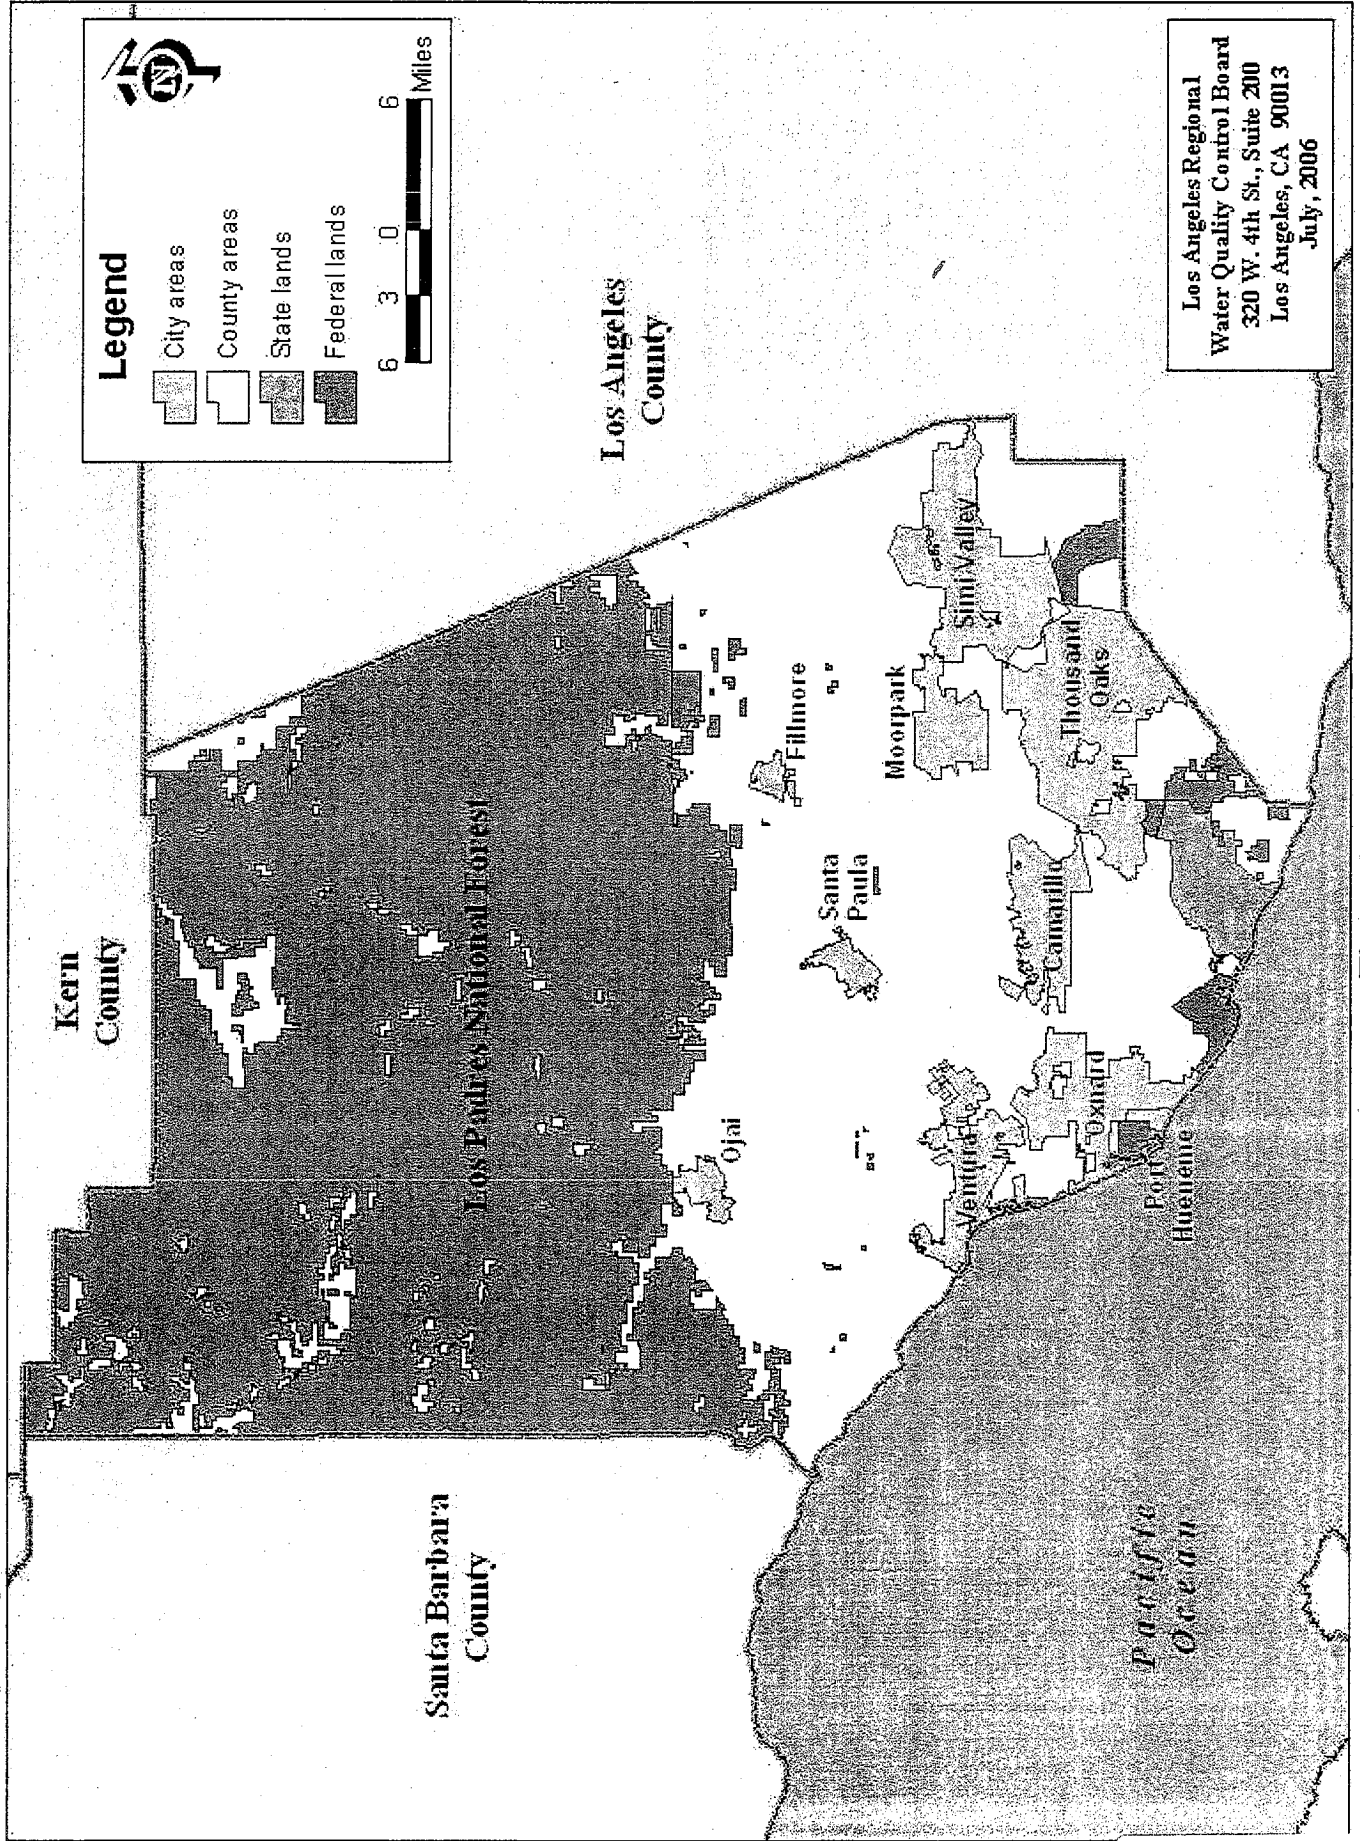 Legend
City areas
County areas
State lands
Federal lands
6 3 0 6 Miles
N
Kern
County
Santa Barbara
County
Los Angeles
County
Los Padres National Forest
Ojai
Santa
Paula
Fillmore
Moorpark
Simi Valley
Thousand
Oaks
Camarillo
Ventura
Oxnard
Port
Hueneme
Pacific
Ocean
Los Angeles Regional
Water Quality Control Board
320 W. 4th St., Suite 200
Los Angeles, CA 90013
July, 2006